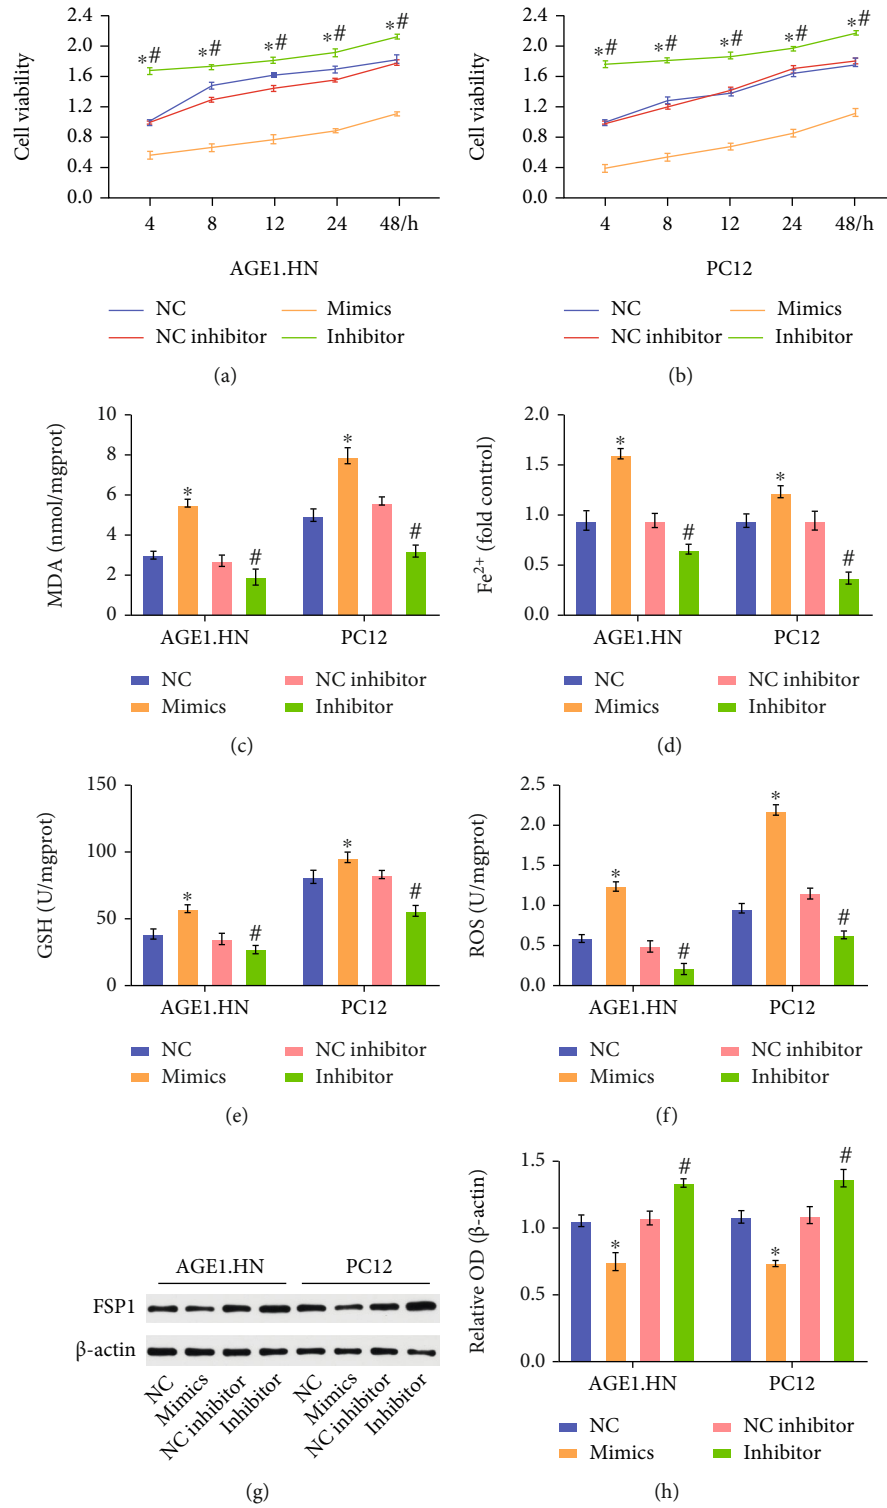 2.4
2.0
1.6
1.2
0.8
0.4
0.0
Cell viability
*# *# *# *# *#
4 8 12 24 48/h
AGE1.HN
NC Mimics
NC inhibitor Inhibitor
(a)
2.4
2.0
1.6
1.2
0.8
0.4
0.0
Cell viability
*# *# *# *# *#
4 8 12 24 48/h
PC12
NC Mimics
NC inhibitor Inhibitor
(b)
10
8
6
4
2
0
MDA (nmol/mgprot)
* # * #
AGE1.HN PC12
NC NC inhibitor
Mimics Inhibitor
(c)
2.0
1.5
1.0
0.5
0.0
Fe²⁺ (fold control)
* # * #
AGE1.HN PC12
NC NC inhibitor
Mimics Inhibitor
(d)
150
100
50
0
GSH (U/mgprot)
* # * #
AGE1.HN PC12
NC NC inhibitor
Mimics Inhibitor
(e)
2.5
2.0
1.5
1.0
0.5
0.0
ROS (U/mgprot)
* # * #
AGE1.HN PC12
NC NC inhibitor
Mimics Inhibitor
(f)
AGE1.HN PC12
FSP1
β-actin
NC Mimics NC inhibitor Inhibitor NC Mimics NC inhibitor Inhibitor
(g)
1.5
1.0
0.5
0.0
Relative OD (β-actin)
* # * #
AGE1.HN PC12
NC NC inhibitor
Mimics Inhibitor
(h)